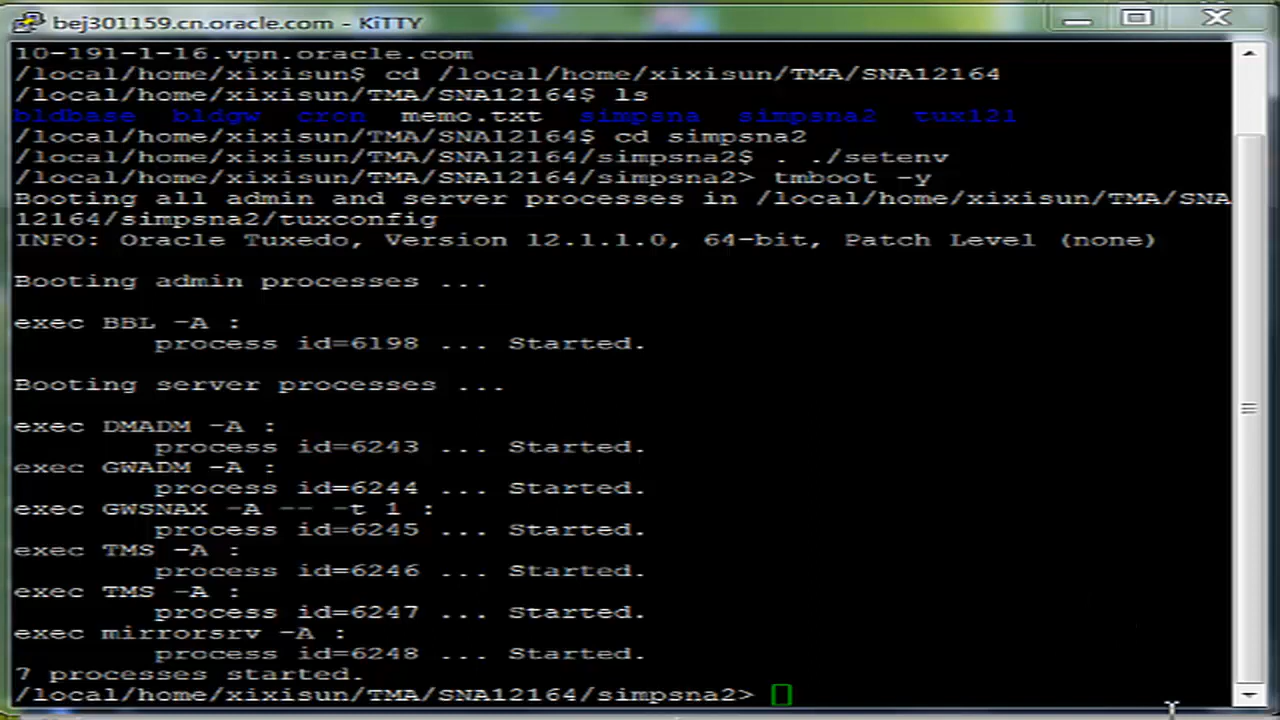 bej301159.cn.oracle.com - KiTTY
10-191-1-16.vpn.oracle.com
/local/home/xixisun$ cd /local/home/xixisun/TMA/SNA12164
/local/home/xixisun/TMA/SNA12164$ ls
bldbase bldgw cron memo.txt simpsna simpsna2 tux121
/local/home/xixisun/TMA/SNA12164$ cd simpsna2
/local/home/xixisun/TMA/SNA12164/simpsna2$ . ./setenv
/local/home/xixisun/TMA/SNA12164/simpsna2> tmboot -y
Booting all admin and server processes in /local/home/xixisun/TMA/SNA
12164/simpsna2/tuxconfig
INFO: Oracle Tuxedo, Version 12.1.1.0, 64-bit, Patch Level (none)
Booting admin processes ...
exec BBL -A :
process id=6198 ... Started.
Booting server processes ...
exec DMADM -A :
process id=6243 ... Started.
exec GWADM -A :
process id=6244 ... Started.
exec GWSNAX -A -- -t 1 :
process id=6245 ... Started.
exec TMS -A :
process id=6246 ... Started.
exec TMS -A :
process id=6247 ... Started.
exec mirrorsrv -A :
process id=6248 ... Started.
7 processes started.
/local/home/xixisun/TMA/SNA12164/simpsna2>